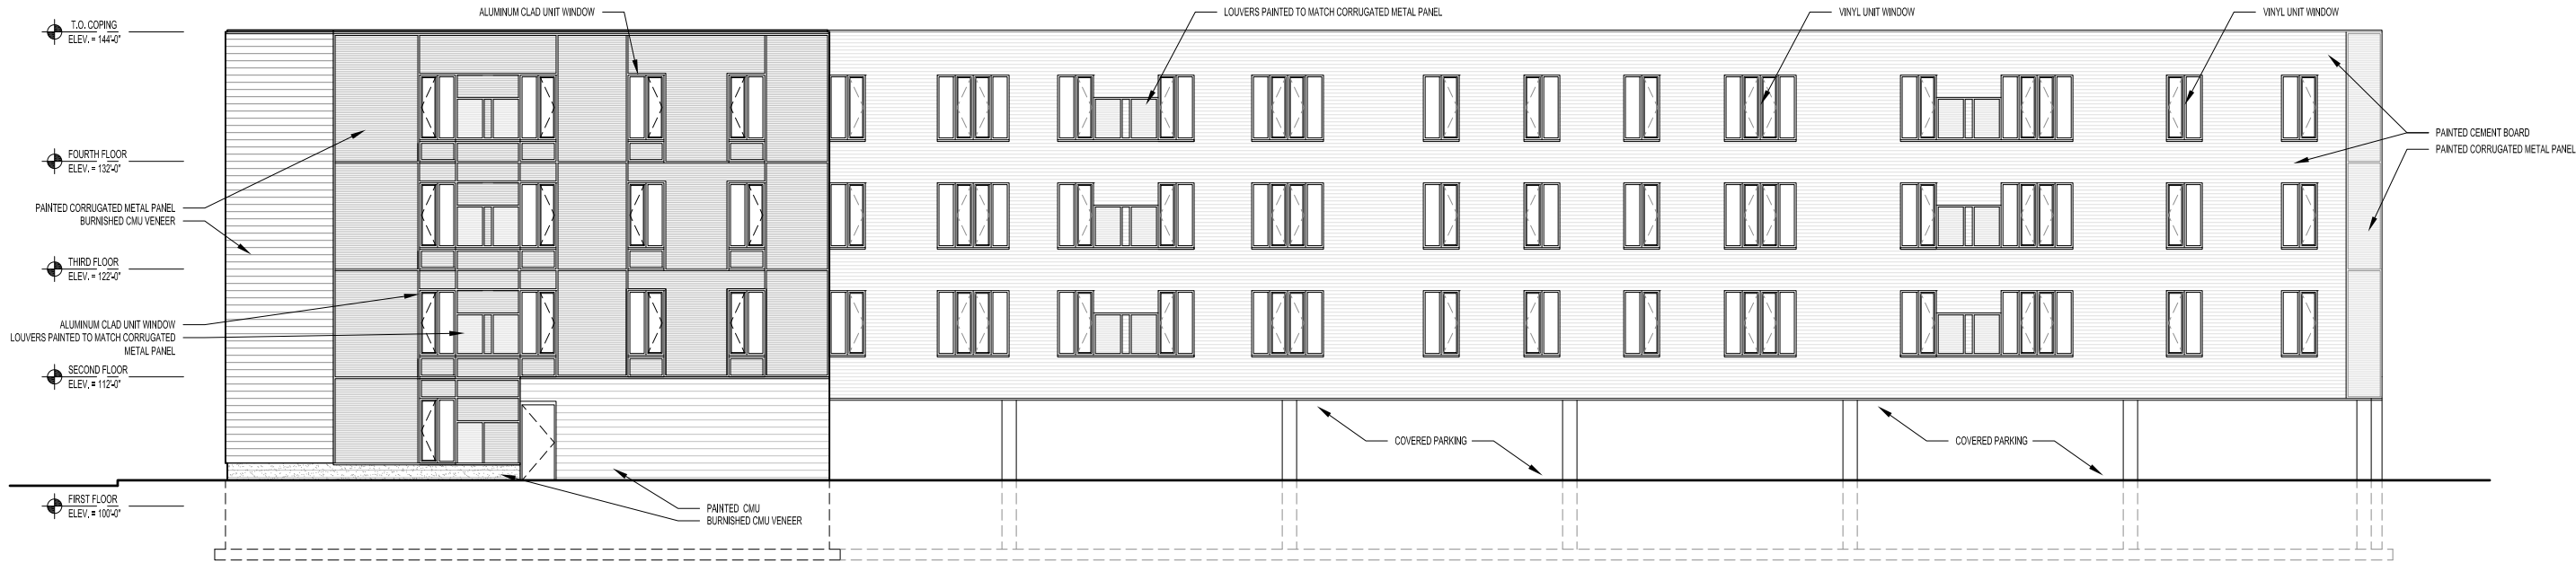 ALUMINUM CLAD UNIT WINDOW
LOUVERS PAINTED TO MATCH CORRUGATED METAL PANEL
VINYL UNIT WINDOW
VINYL UNIT WINDOW
T.O. COPING
ELEV. = 144'-0"
FOURTH FLOOR
ELEV. = 132'-0"
PAINTED CEMENT BOARD
PAINTED CORRUGATED METAL PANEL
PAINTED CORRUGATED METAL PANEL
BURNISHED CMU VENEER
THIRD FLOOR
ELEV. = 122'-0"
ALUMINUM CLAD UNIT WINDOW
LOUVERS PAINTED TO MATCH CORRUGATED
METAL PANEL
SECOND FLOOR
ELEV. = 112'-0"
COVERED PARKING
COVERED PARKING
FIRST FLOOR
ELEV. = 100'-0"
PAINTED CMU
BURNISHED CMU VENEER